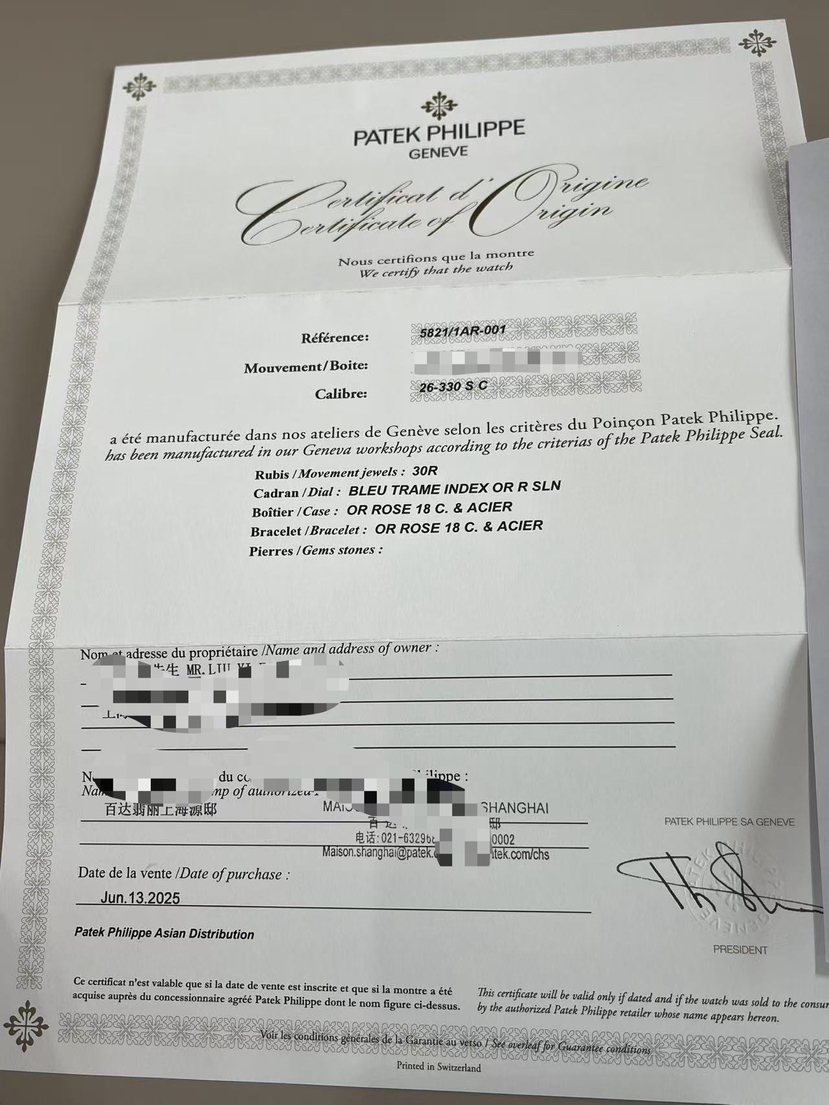 PATEK PHILIPPE
GENEVE
Certificat d'Origine
Certificate of Origin
Nous certifions que la montre
We certify that the watch
Référence: 5821/1AR-001
Mouvement/Boite:
Calibre: 26-330 S C
a été manufacturée dans nos ateliers de Genève selon les critères du Poinçon Patek Philippe.
has been manufactured in our Geneva workshops according to the criterias of the Patek Philippe Seal.
Rubis /Movement jewels : 30R
Cadran /Dial : BLEU TRAME INDEX OR R SLN
Boîtier /Case : OR ROSE 18 C. & ACIER
Bracelet /Bracelet : OR ROSE 18 C. & ACIER
Pierres /Gems stones :
Nom et adresse du propriétaire /Name and address of owner :
先生 MR.LIU
du
of
百达翡丽上海源邸 SHANGHAI
邸
电话:021-6329 0002
Maison.shanghai@patek. tek.com/chs
PATEK PHILIPPE SA GENEVE
Date de la vente /Date of purchase :
Jun.13.2025
PRESIDENT
Patek Philippe Asian Distribution
Ce certificat n'est valable que si la date de vente est inscrite et que si la montre a été
acquise auprès du concessionnaire agréé Patek Philippe dont le nom figure ci-dessus.
This certificate will be valid only if dated and if the watch was sold to the
by the authorized Patek Philippe retailer whose name appears hereon.
Voir les conditions générales de la Garantie au verso / See overleaf for Guarantee conditions
Printed in Switzerland